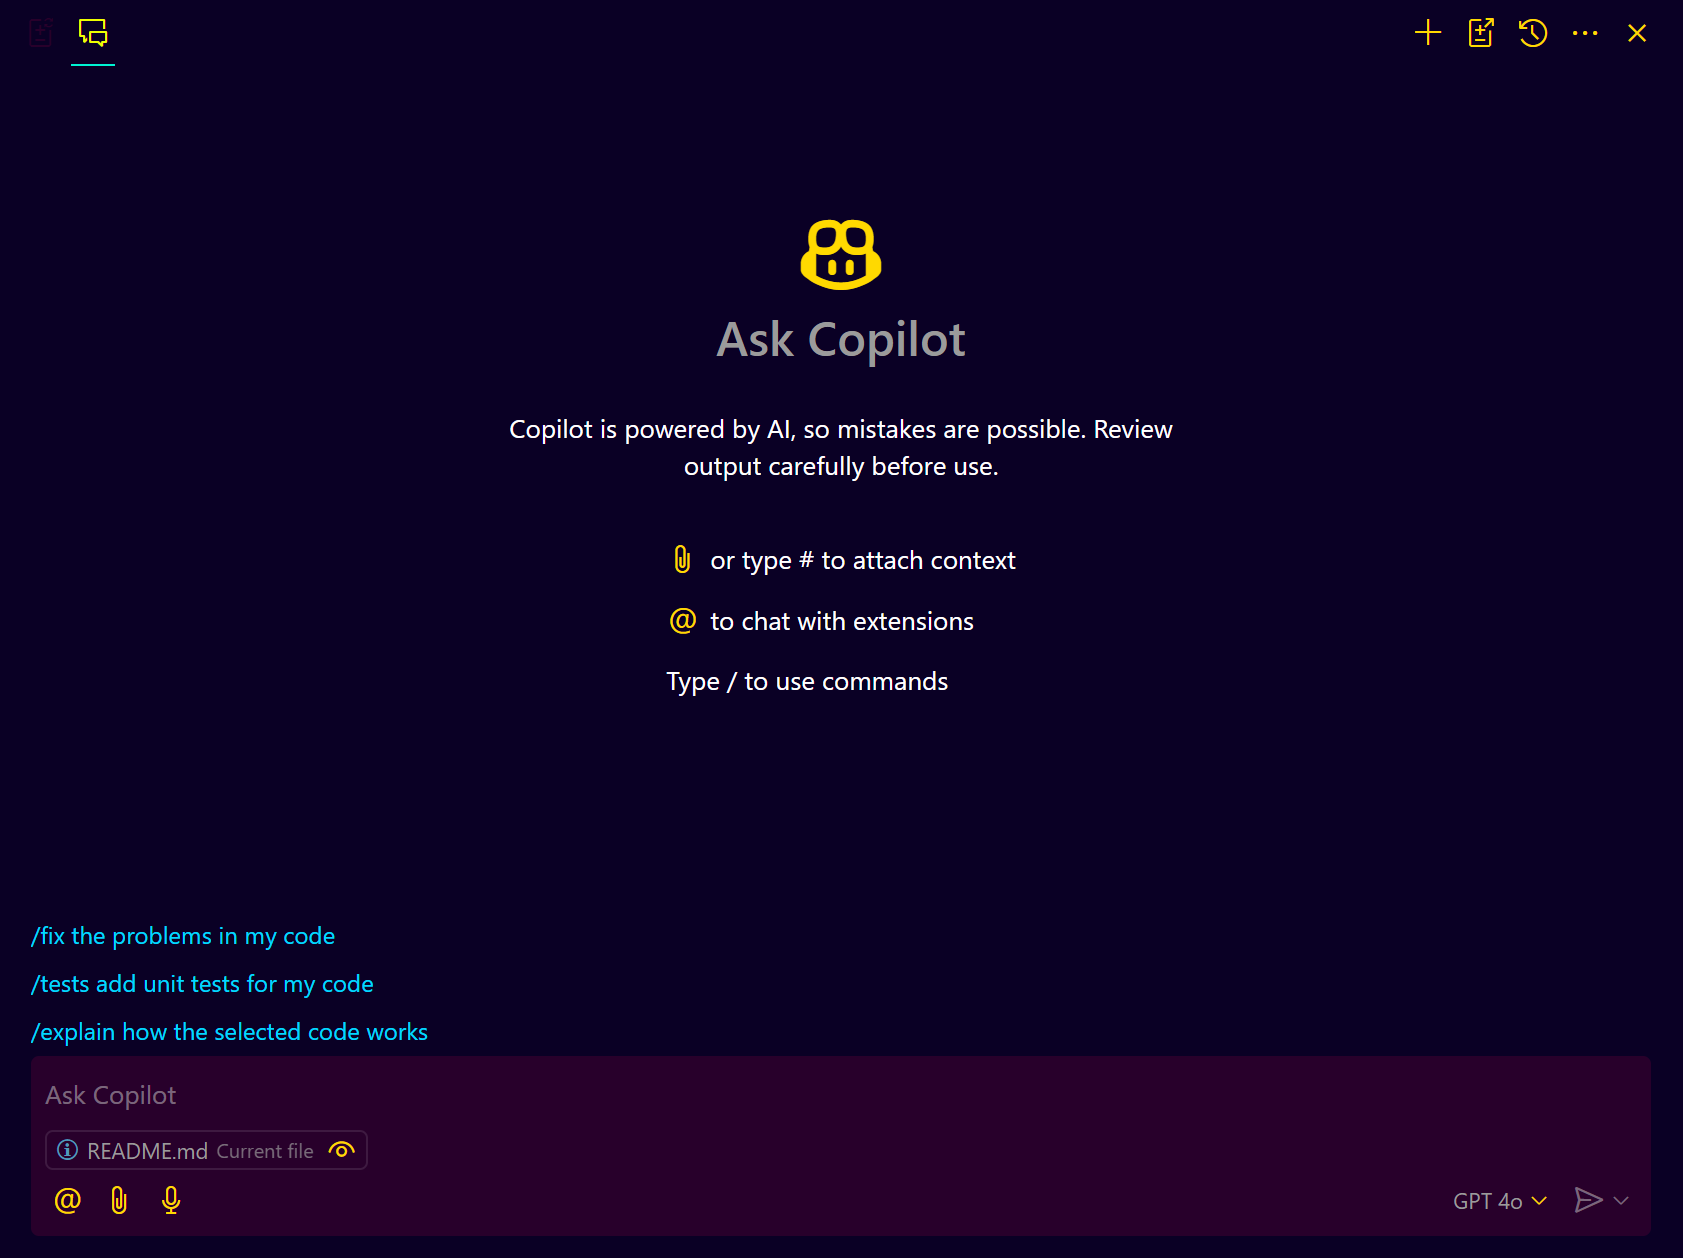 Ask Copilot
Copilot is powered by AI, so mistakes are possible. Review
output carefully before use.
or type # to attach context
@ to chat with extensions
Type / to use commands
/fix the problems in my code
/tests add unit tests for my code
/explain how the selected code works
Ask Copilot
README.md Current file
@
GPT 4o